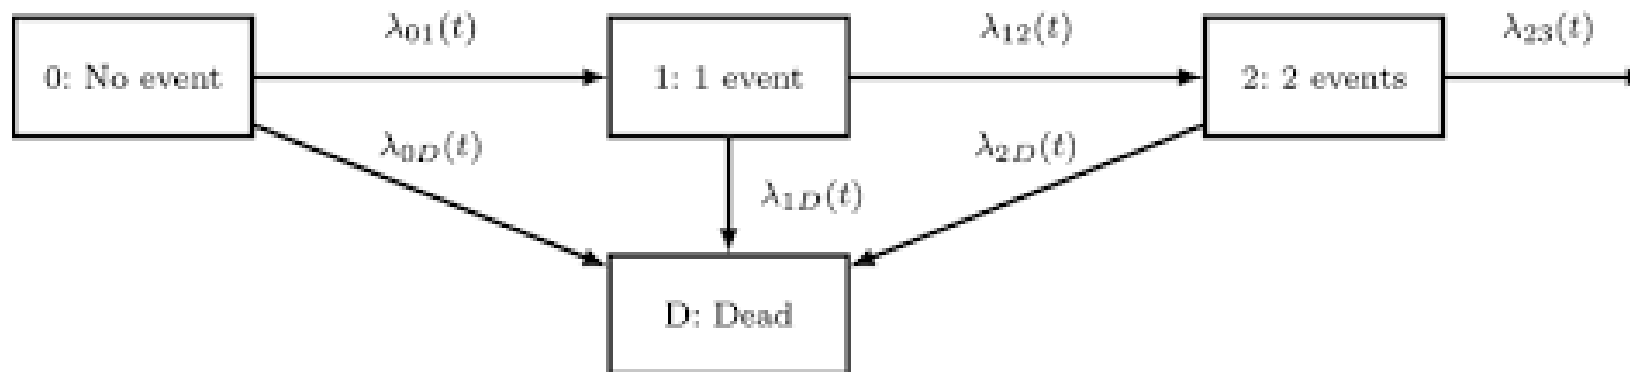 λ01(t)
λ12(t)
λ23(t)
0: No event
1: 1 event
2: 2 events
λ0D(t)
λ2D(t)
λ1D(t)
D: Dead